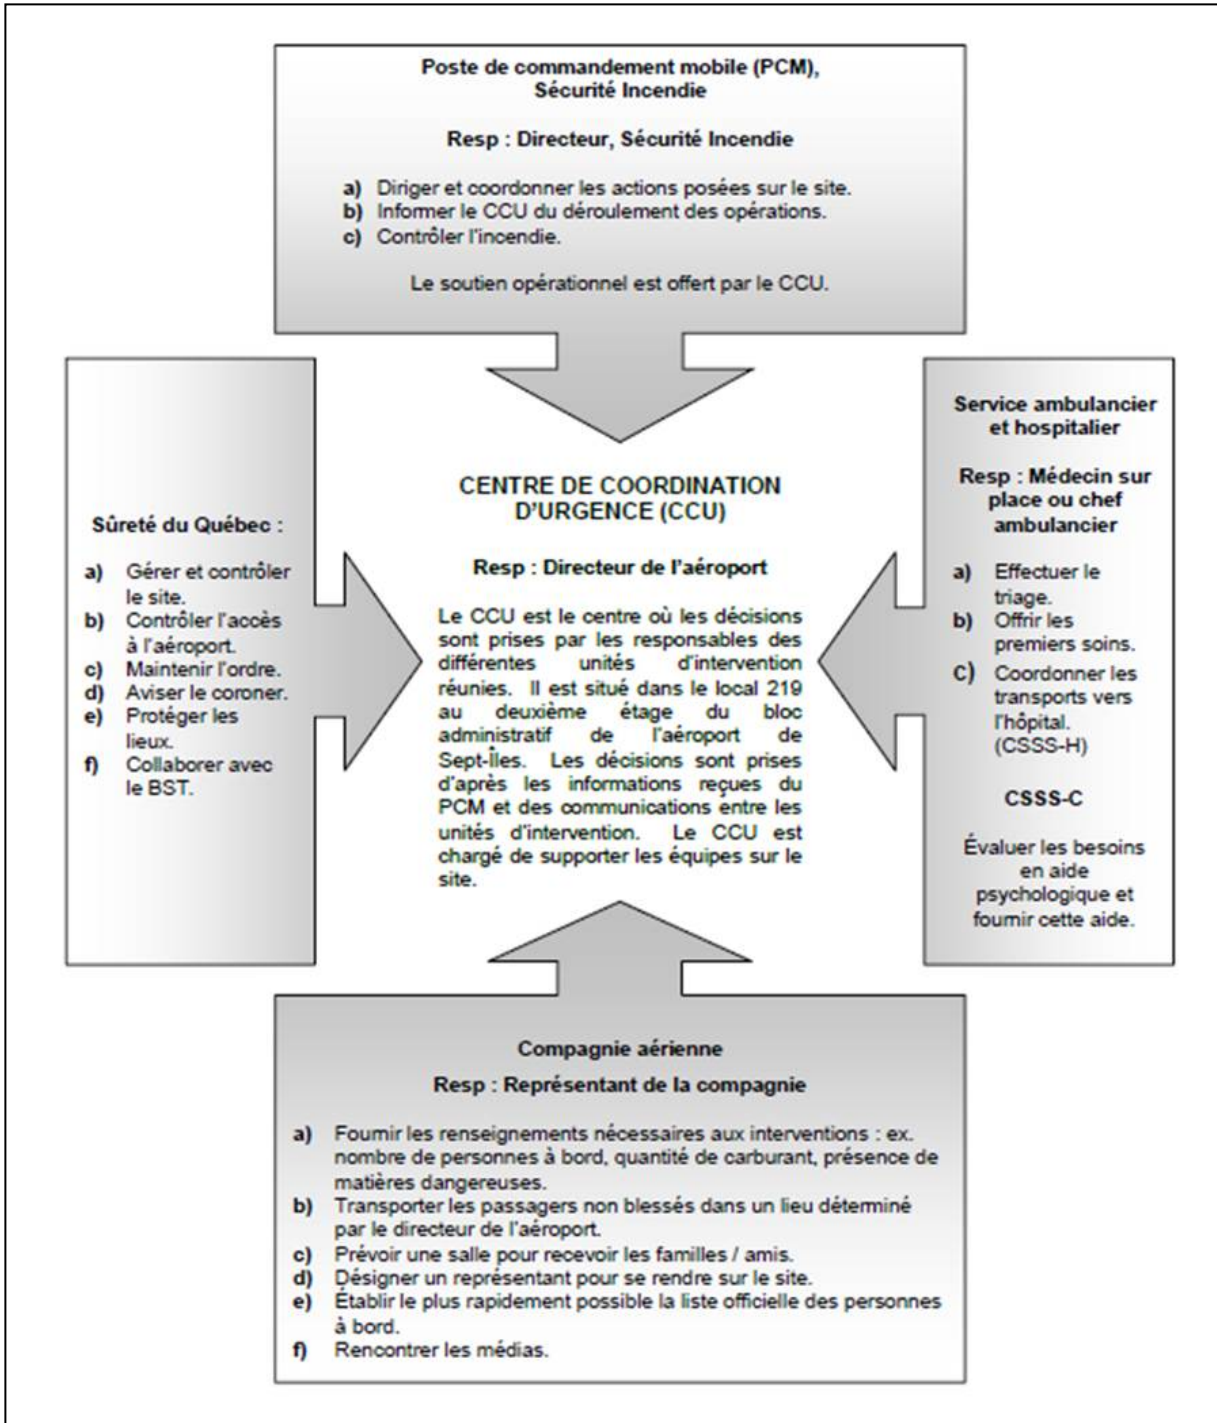 Poste de commandement mobile (PCM),
Sécurité Incendie
Resp : Directeur, Sécurité Incendie
a) Diriger et coordonner les actions posées sur le site.
b) Informer le CCU du déroulement des opérations.
c) Contrôler l'incendie.
Le soutien opérationnel est offert par le CCU.
Sûreté du Québec :
a) Gérer et contrôler
le site.
b) Contrôler l'accès
à l'aéroport.
c) Maintenir l'ordre.
d) Aviser le coroner.
e) Protéger les
lieux.
f) Collaborer avec
le BST.
CENTRE DE COORDINATION
D'URGENCE (CCU)
Resp : Directeur de l'aéroport
Le CCU est le centre où les décisions
sont prises par les responsables des
différentes unités d'intervention
réunies. Il est situé dans le local 219
au deuxième étage du bloc
administratif de l'aéroport de
Sept-Îles. Les décisions sont prises
d'après les informations reçues du
PCM et des communications entre les
unités d'intervention. Le CCU est
chargé de supporter les équipes sur le
site.
Service ambulancier
et hospitalier
Resp : Médecin sur
place ou chef
ambulancier
a) Effectuer le
triage.
b) Offrir les
premiers soins.
C) Coordonner les
transports vers
l'hôpital.
(CSSS-H)
CSSS-C
Évaluer les besoins
en aide
psychologique et
fournir cette aide.
Compagnie aérienne
Resp : Représentant de la compagnie
a) Fournir les renseignements nécessaires aux interventions : ex.
nombre de personnes à bord, quantité de carburant, présence de
matières dangereuses.
b) Transporter les passagers non blessés dans un lieu déterminé
par le directeur de l'aéroport.
c) Prévoir une salle pour recevoir les familles / amis.
d) Désigner un représentant pour se rendre sur le site.
e) Établir le plus rapidement possible la liste officielle des personnes
à bord.
f) Rencontrer les médias.